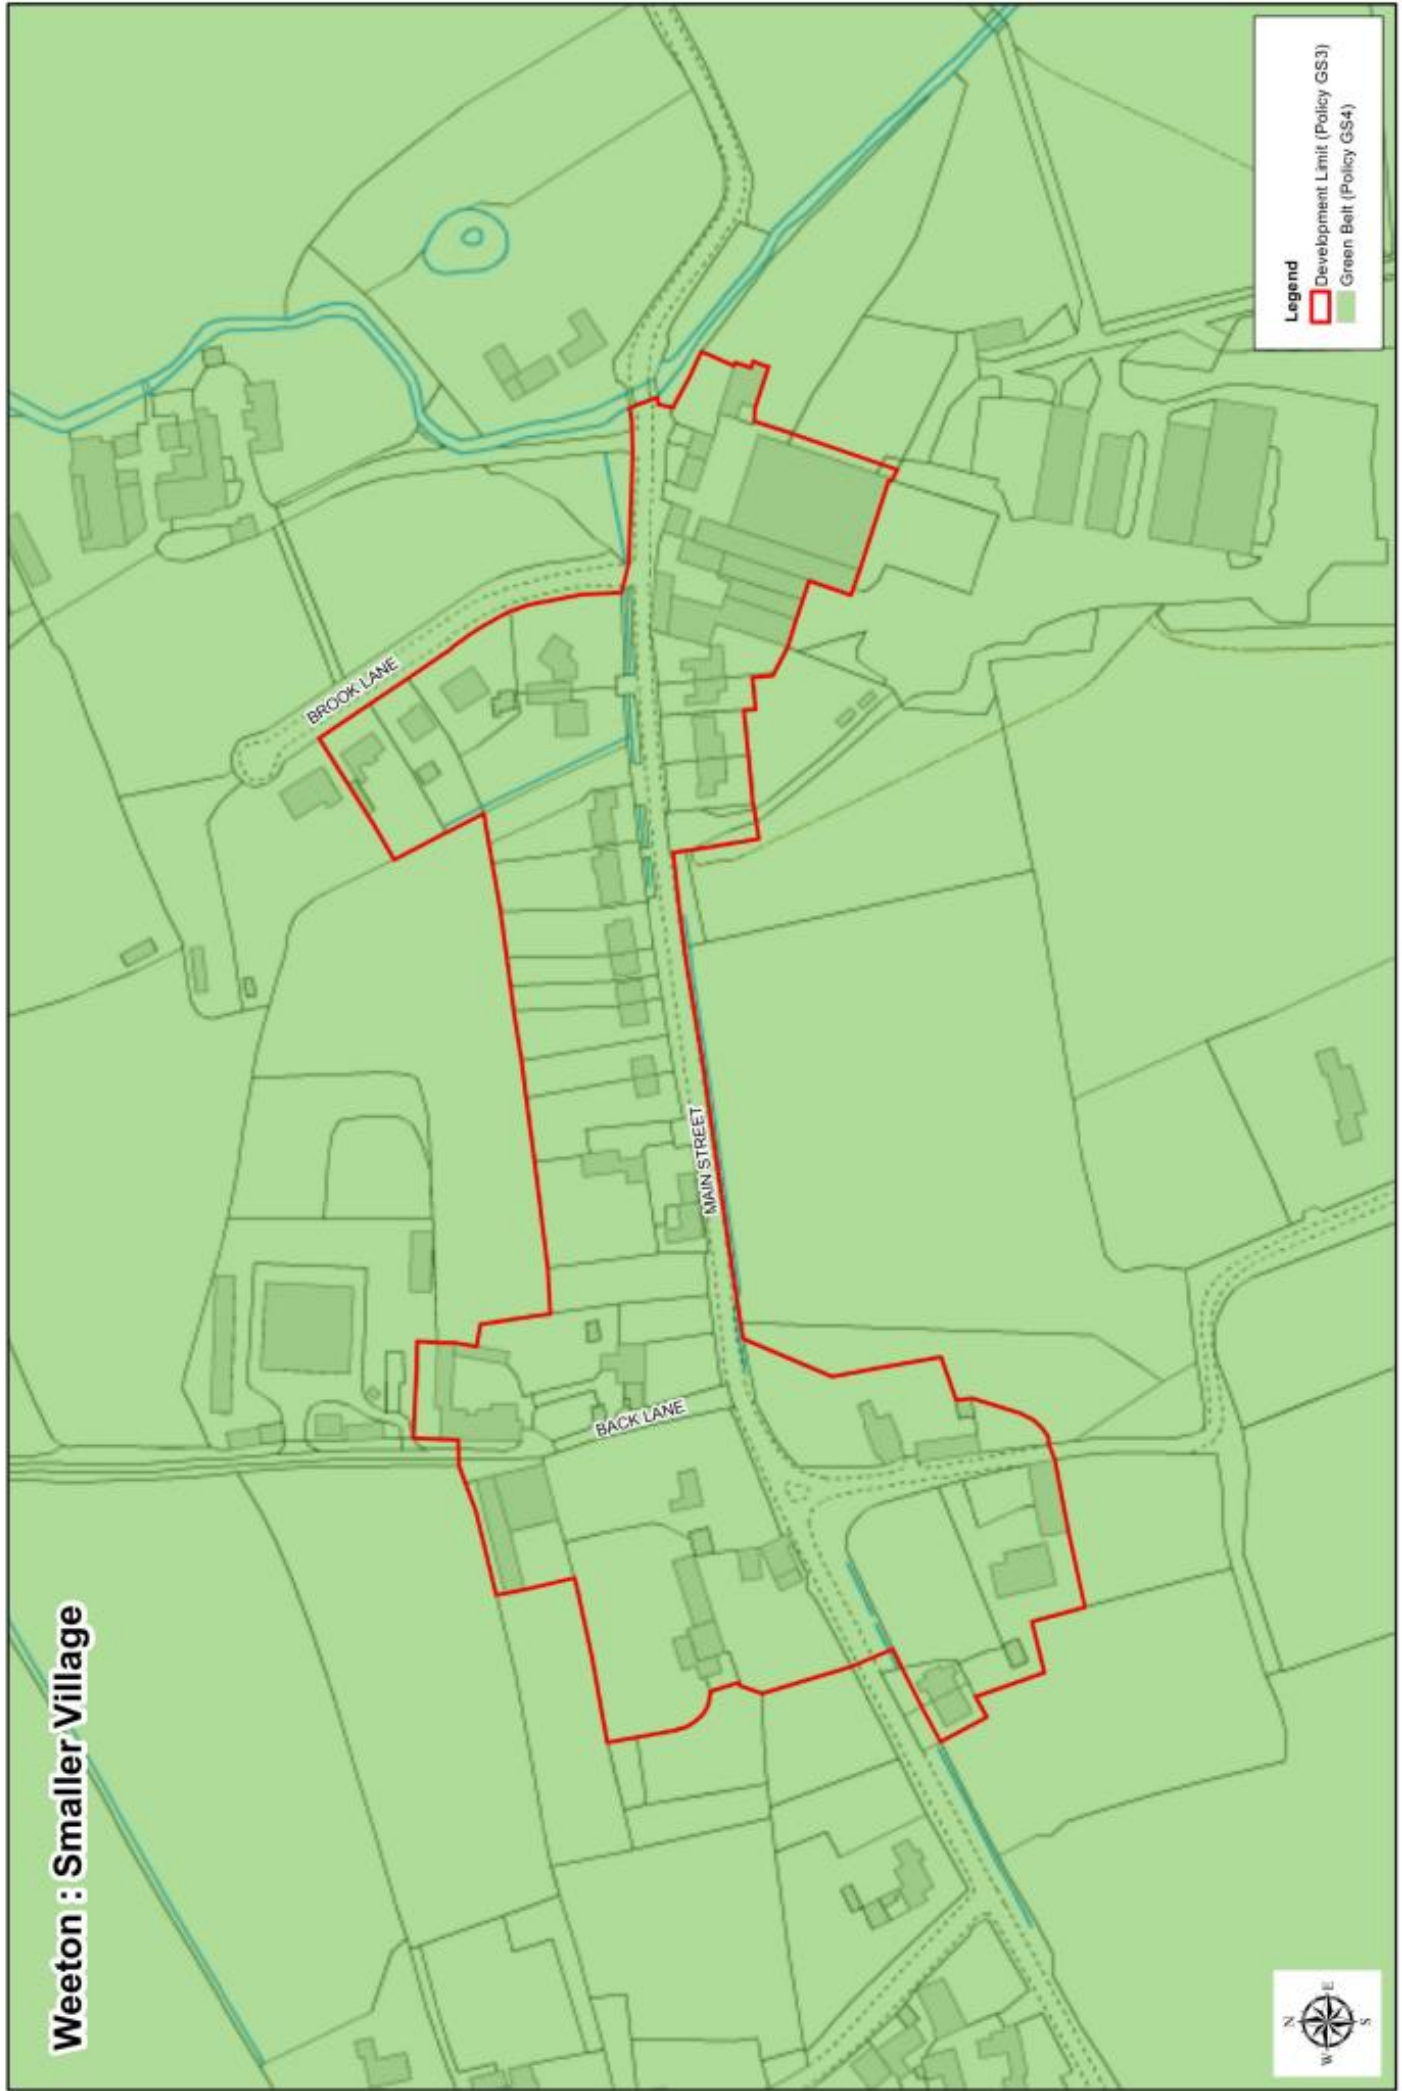 Weeton : Smaller Village
BROOK LANE
MAIN STREET
BACK LANE
Legend
Development Limit (Policy GS3)
Green Belt (Policy GS4)
N
W E
S